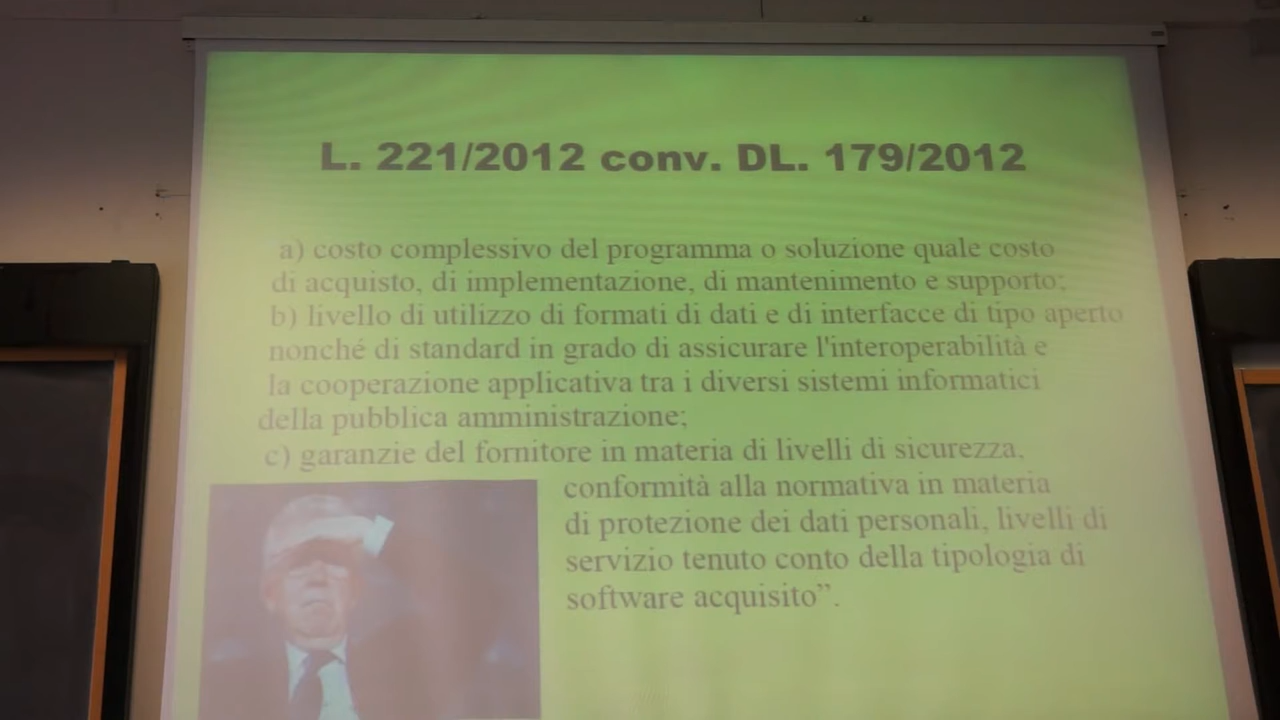 L. 221/2012 conv. DL. 179/2012
a) costo complessivo del programma o soluzione quale costo
di acquisto, di implementazione, di mantenimento e supporto;
b) livello di utilizzo di formati di dati e di interfacce di tipo aperto
nonché di standard in grado di assicurare l'interoperabilità e
la cooperazione applicativa tra i diversi sistemi informatici
della pubblica amministrazione;
c) garanzie del fornitore in materia di livelli di sicurezza,
conformità alla normativa in materia
di protezione dei dati personali, livelli di
servizio tenuto conto della tipologia di
software acquisito”.